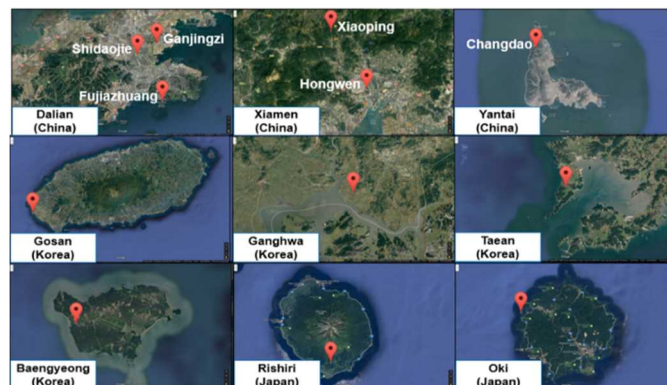 Shidaojie
Ganjingzi
Fujiazhuang
Dalian
(China)
Xiaoping
Hongwen
Xiamen
(China)
Changdao
Yantai
(China)
Gosan
(Korea)
Ganghwa
(Korea)
Taean
(Korea)
Baengyeong
(Korea)
Rishiri
(Japan)
Oki
(Japan)